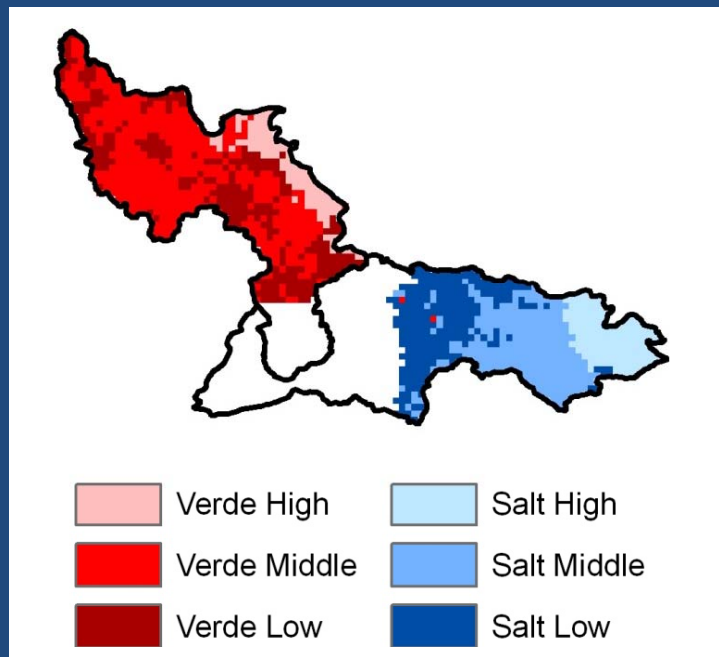 Verde High
Salt High
Verde Middle
Salt Middle
Verde Low
Salt Low